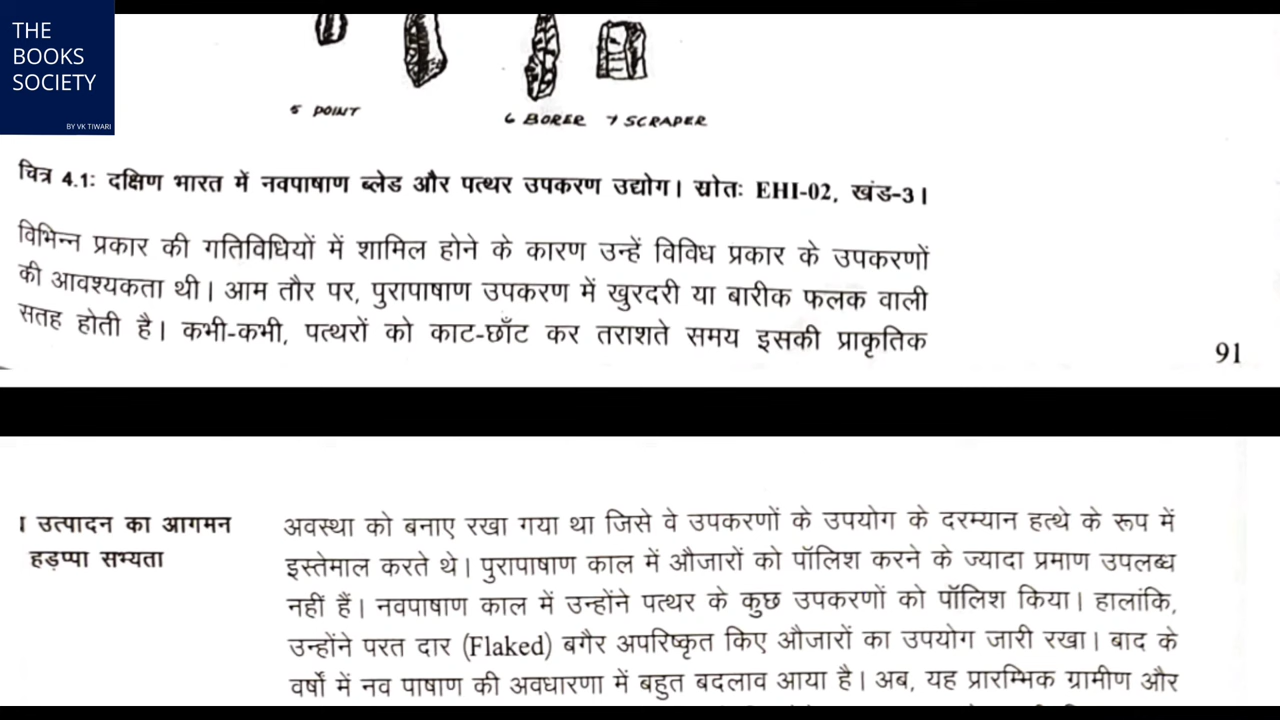 THE
BOOKS
SOCIETY
BY VK TIWARI
5 POINT
6 BORER 7 SCRAPER
चित्र 4.1: दक्षिण भारत में नवपाषाण ब्लेड और पत्थर उपकरण उद्योग। स्रोतः EHI-02, खंड-3।
विभिन्न प्रकार की गतिविधियों में शामिल होने के कारण उन्हें विविध प्रकार के उपकरणों
की आवश्यकता थी। आम तौर पर, पुरापाषाण उपकरण में खुरदरी या बारीक फलक वाली
सतह होती है। कभी-कभी, पत्थरों को काट-छाँट कर तराशते समय इसकी प्राकृतिक
91
उत्पादन का आगमन
हड़प्पा सभ्यता
अवस्था को बनाए रखा गया था जिसे वे उपकरणों के उपयोग के दरम्यान हत्थे के रूप में
इस्तेमाल करते थे। पुरापाषाण काल में औजारों को पॉलिश करने के ज्यादा प्रमाण उपलब्ध
नहीं हैं। नवपाषाण काल में उन्होंने पत्थर के कुछ उपकरणों को पॉलिश किया। हालांकि,
उन्होंने परत दार (Flaked) बगैर अपरिष्कृत किए औजारों का उपयोग जारी रखा। बाद के
वर्षों में नव पाषाण की अवधारणा में बहुत बदलाव आया है। अब, यह प्रारम्भिक ग्रामीण और